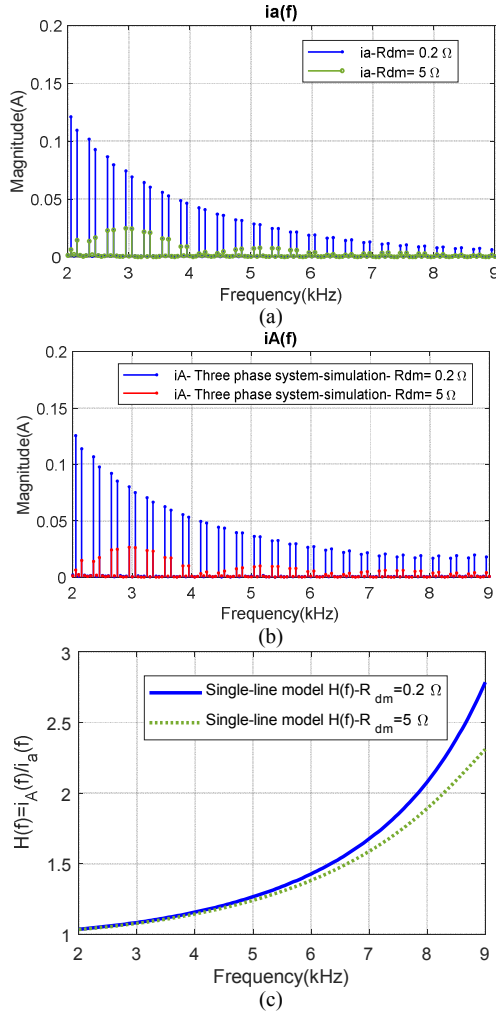 ia(f)
0.2
0.15
0.1
0.05
0
Magnitude(A)
ia-Rdm= 0.2 Ω
ia-Rdm= 5 Ω
2 3 4 5 6 7 8 9
Frequency(kHz)
(a)
iA(f)
0.2
0.15
0.1
0.05
0
Magnitude(A)
iA- Three phase system-simulation- Rdm= 0.2 Ω
iA- Three phase system-simulation- Rdm= 5 Ω
2 3 4 5 6 7 8 9
Frequency(kHz)
(b)
3
2.5
2
1.5
1
H(f)=i_A(f)/i_a(f)
Single-line model H(f)-R_dm=0.2 Ω
Single-line model H(f)-R_dm=5 Ω
2 3 4 5 6 7 8 9
Frequency(kHz)
(c)